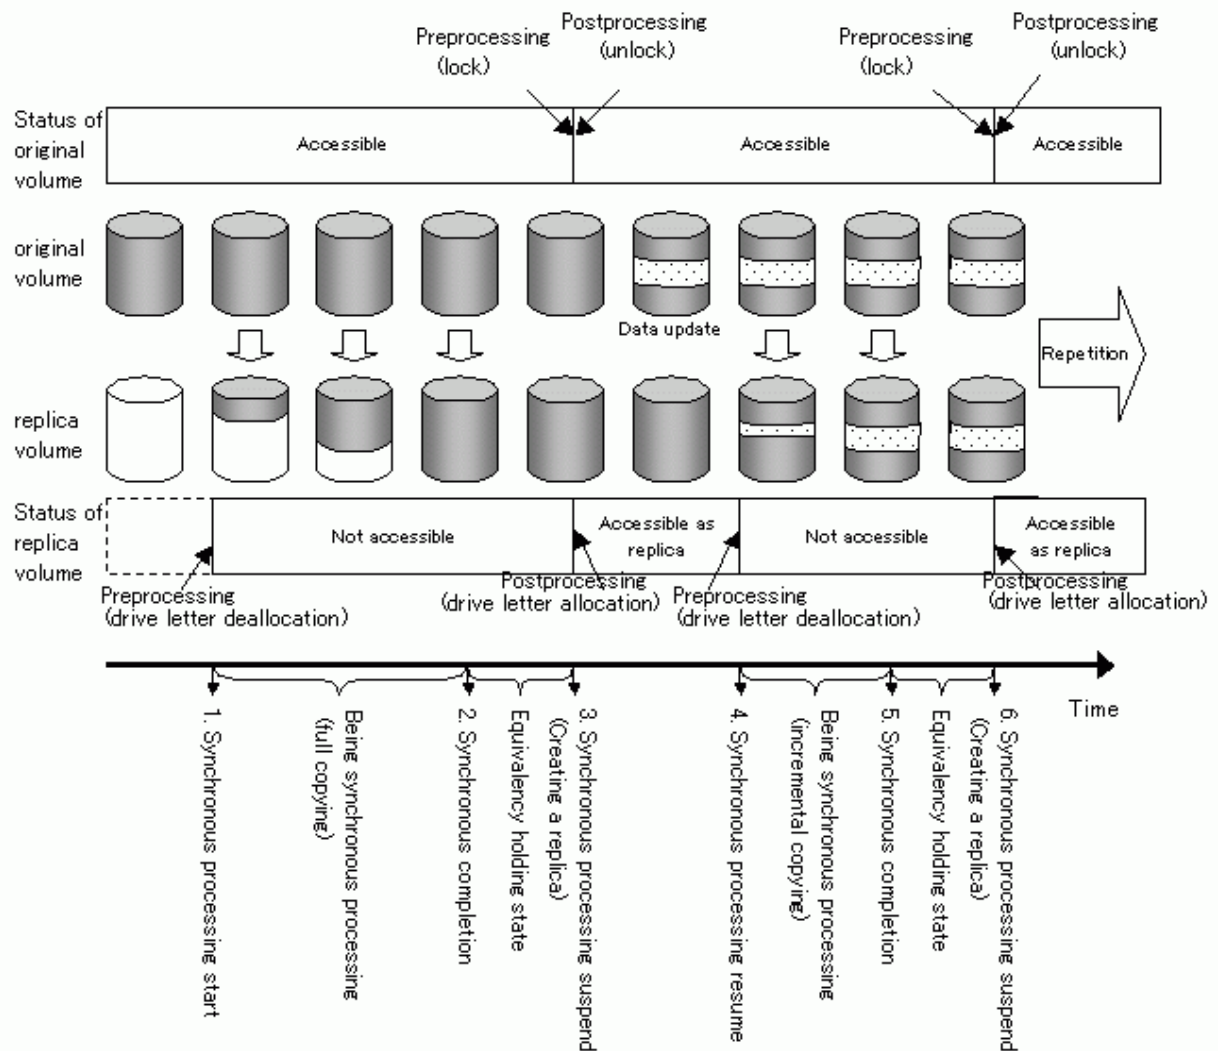 Preprocessing
(lock)
Postprocessing
(unlock)
Preprocessing
(lock)
Postprocessing
(unlock)
Status of
original
volume
Accessible
Accessible
Accessible
original
volume
Data update
Repetition
replica
volume
Status of
replica
volume
Not accessible
Accessible as
replica
Not accessible
Accessible
as replica
Preprocessing
(drive letter deallocation)
Postprocessing
(drive letter allocation)
Preprocessing
(drive letter deallocation)
Postprocessing
(drive letter allocation)
Time
1. Synchronous processing start
Being synchronous processing
(full copying)
2. Synchronous completion
Equivalency holding state
3. Synchronous processing suspend
(Creating a replica)
4. Synchronous processing resume
Being synchronous processing
(incremental copying)
5. Synchronous completion
Equivalency holding state
6. Synchronous processing suspend
(Creating a replica)